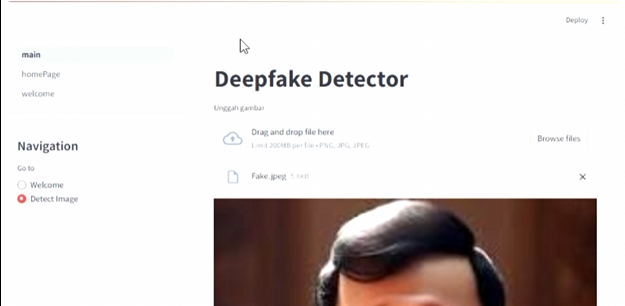 Deploy
main
homePage
welcome
Navigation
Go to
Welcome
Detect Image
Deepfake Detector
Unggah gambar
Drag and drop file here
Limit 200MB per file • PNG, JPG, JPEG
Browse files
Fake.jpeg